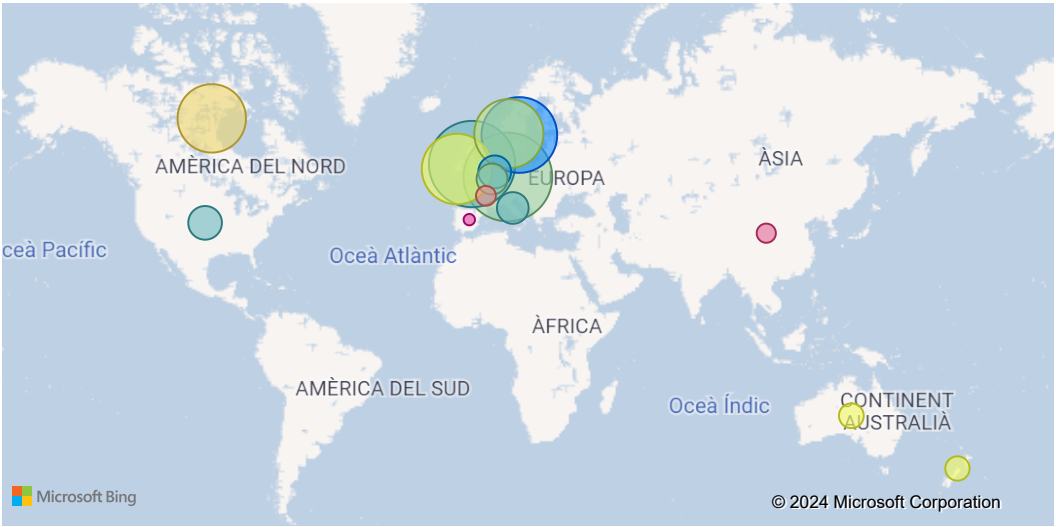 ÀSIA
AMÈRICA DEL NORD
EUROPA
ceà Pacífic
Oceà Atlàntic
ÀFRICA
AMÈRICA DEL SUD
Oceà Índic
CONTINENT
AUSTRALIÀ
Microsoft Bing
© 2024 Microsoft Corporation